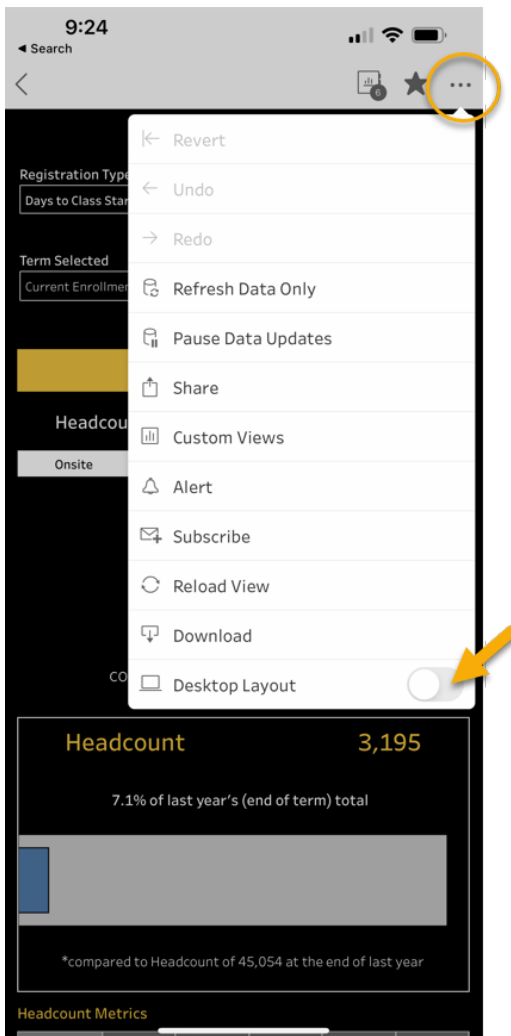 9:24
◄ Search
6
Revert
Registration Type
Undo
Days to Class Star
Redo
Term Selected
Current Enrollmen
Refresh Data Only
Pause Data Updates
Share
Headcou
Custom Views
Onsite
Alert
Subscribe
Reload View
Download
CO
Desktop Layout
Headcount 3,195
7.1% of last year's (end of term) total
*compared to Headcount of 45,054 at the end of last year
Headcount Metrics